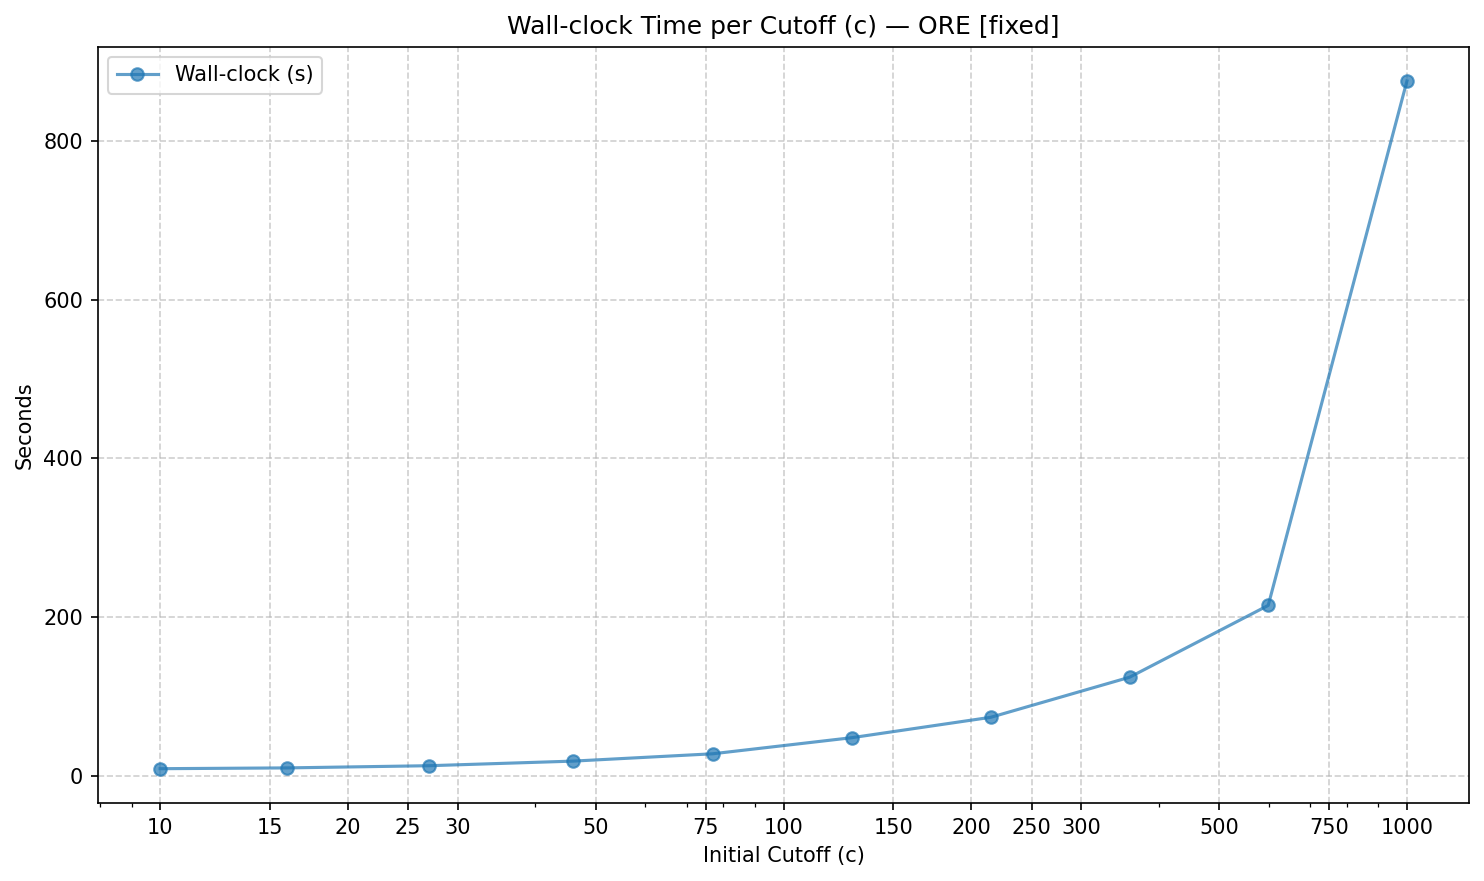 Wall-clock Time per Cutoff (c) — ORE [fixed]
Wall-clock (s)
800
600
400
200
0
Seconds
10 15 20 25 30 50 75 100 150 200 250 300 500 750 1000
Initial Cutoff (c)